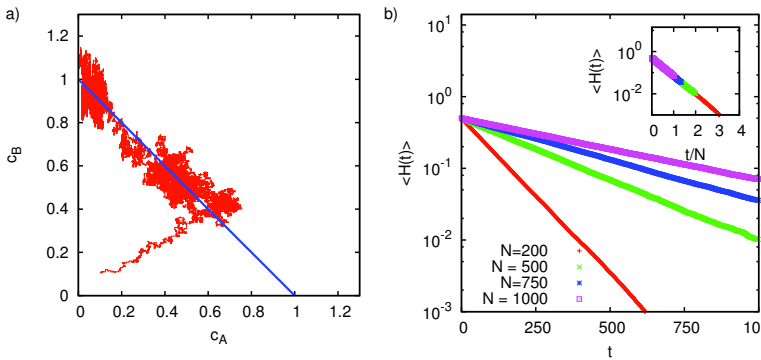 a)
1.2
1
0.8
0.6
0.4
0.2
0
c_B
0 0.2 0.4 0.6 0.8 1 1.2
c_A
b)
10^1
10^0
10^-1
10^-2
10^-3
<H(t)>
0 250 500 750 10
t
N=200
N = 500
N=750
N = 1000
10^0
10^-2
<H(t)>
0 1 2 3 4
t/N